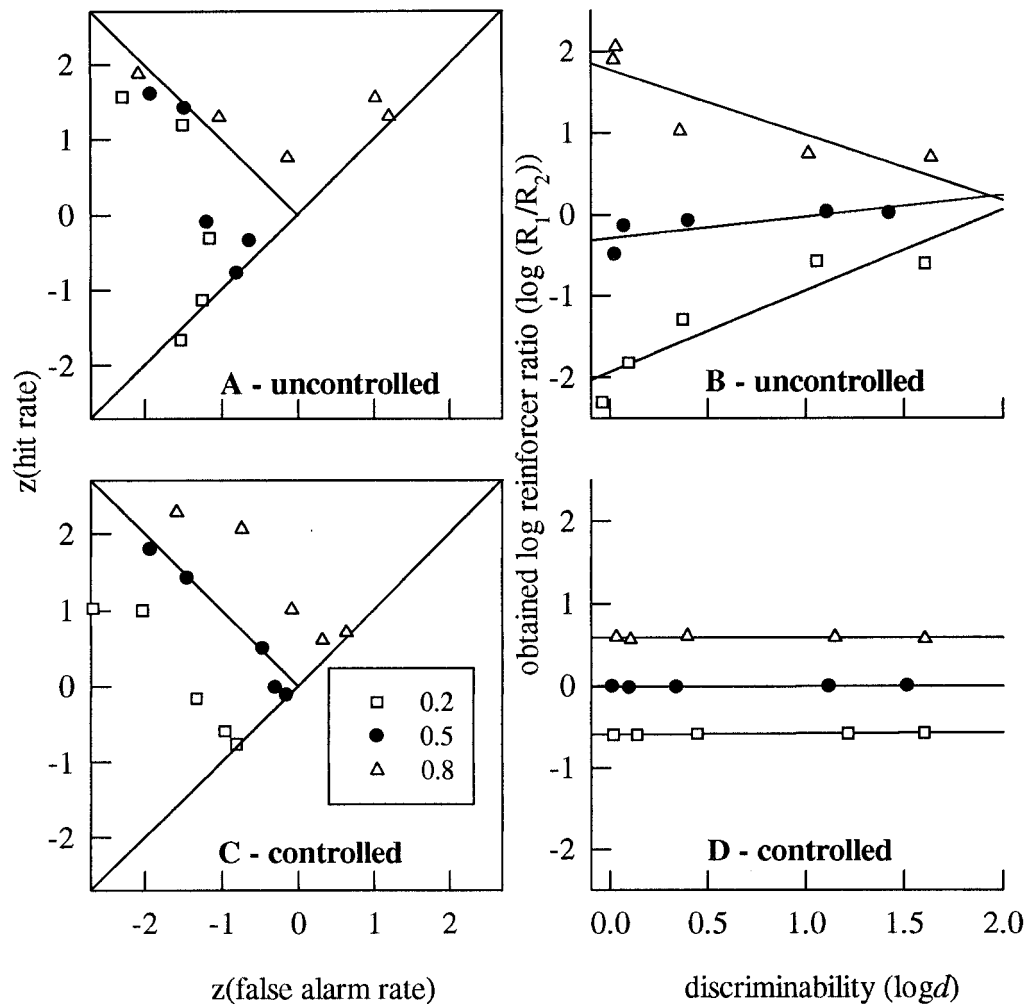 z(hit rate)
2
1
0
-1
-2
A - uncontrolled
obtained log reinforcer ratio (log (R1/R2))
2
1
0
-1
-2
B - uncontrolled
2
1
0
-1
-2
0.2
0.5
0.8
C - controlled
-2 -1 0 1 2
z(false alarm rate)
2
1
0
-1
-2
D - controlled
0.0 0.5 1.0 1.5 2.0
discriminability (logd)